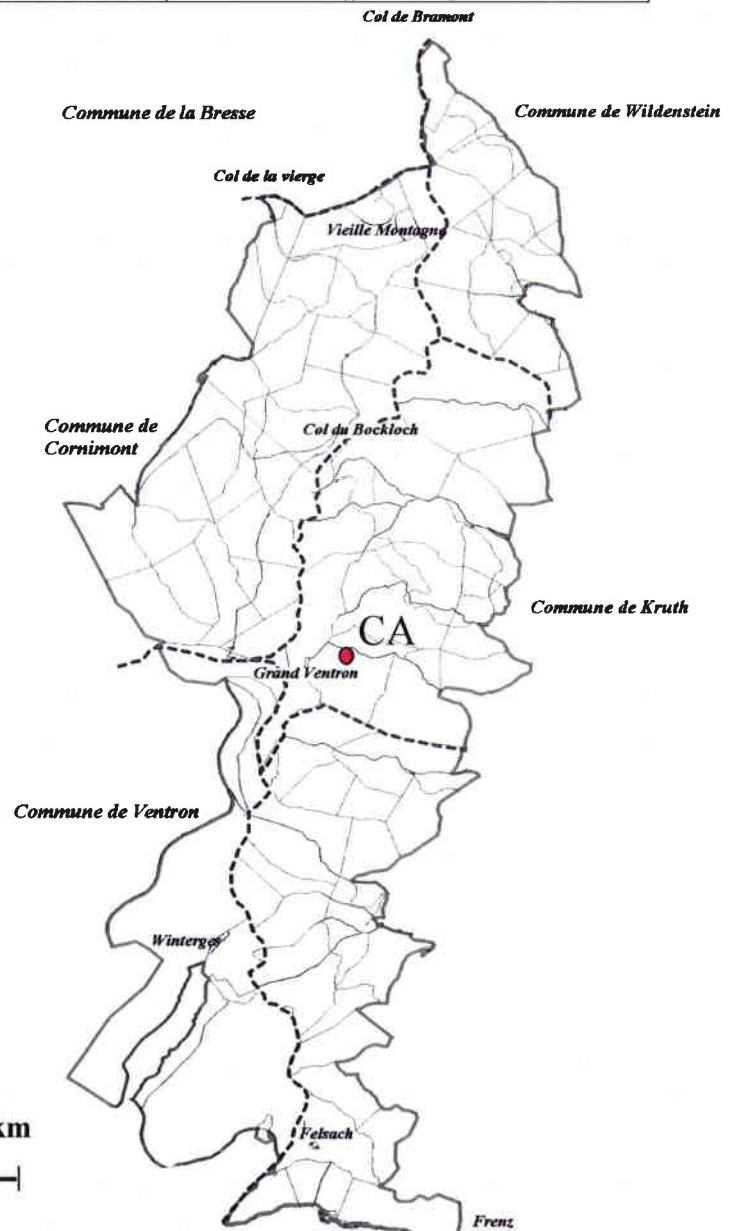 Col de Bramont
Commune de la Bresse
Commune de Wildenstein
Col de la vierge
Vieille Montagne
Commune de
Cornimont
Col du Bockloch
Commune de Kruth
CA
Grand Ventron
Commune de Ventron
Winterges
km
Felsach
Frenz